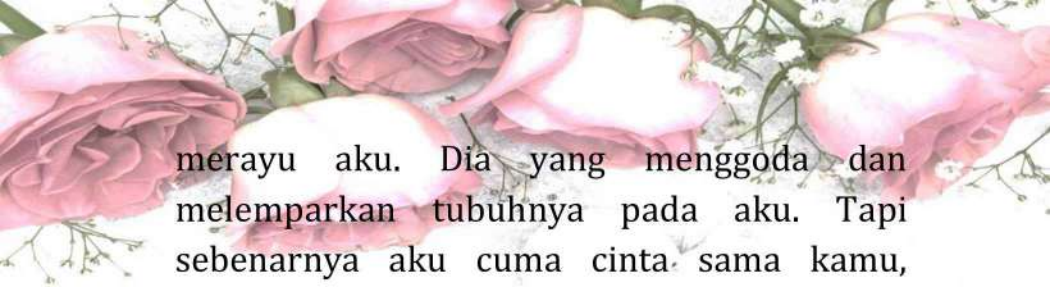 merayu aku. Dia yang menggoda dan
melemparkan tubuhnya pada aku. Tapi
sebenarnya aku cuma cinta sama kamu,